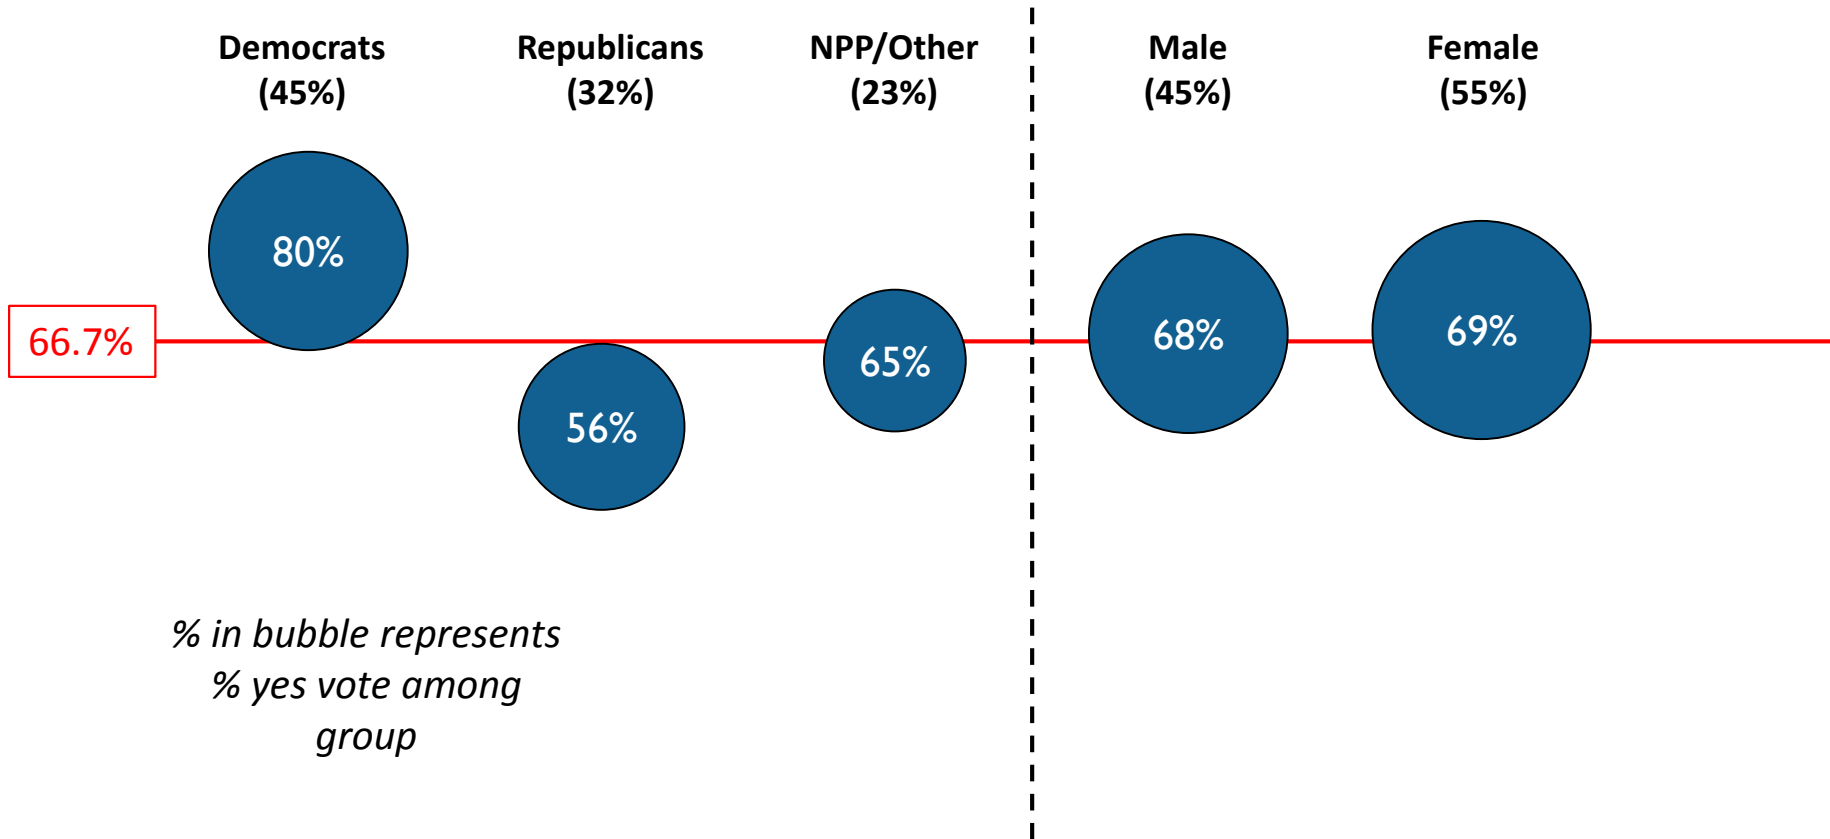 Democrats
(45%)
Republicans
(32%)
NPP/Other
(23%)
Male
(45%)
Female
(55%)
80%
56%
65%
68%
69%
66.7%
% in bubble represents
% yes vote among
group